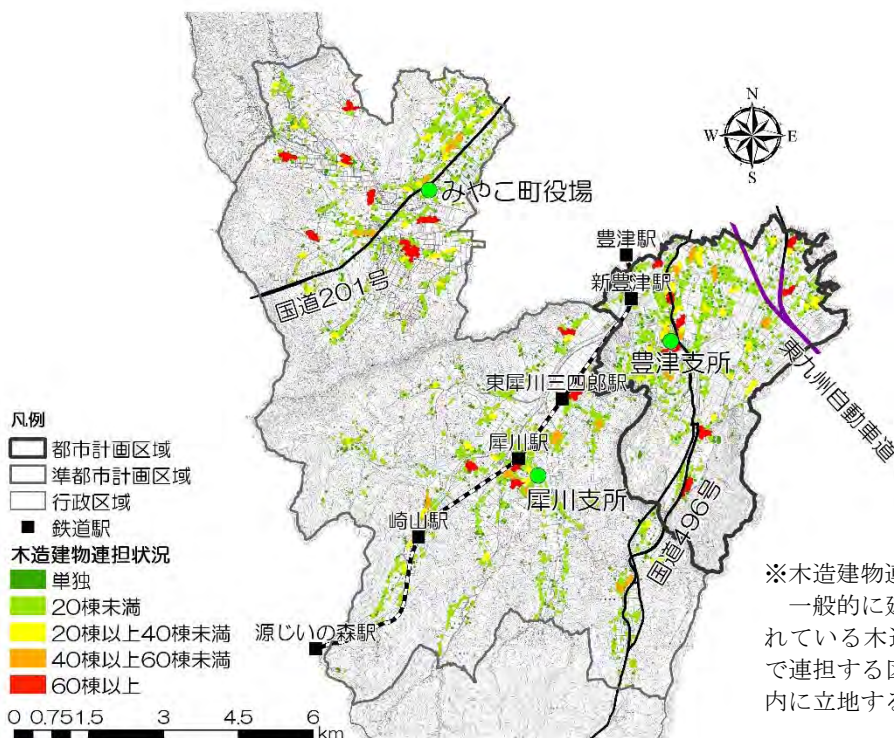 N
W
E
S
みやこ町役場
国道201号
豊津駅
新豊津駅
豊津支所
東九州自動車道
東犀川三四郎駅
犀川駅
犀川支所
崎山駅
国道496号
源じいの森駅
凡例
都市計画区域
準都市計画区域
行政区域
鉄道駅
木造建物連担状況
単独
20棟未満
20棟以上40棟未満
40棟以上60棟未満
60棟以上
0 0.75 1.5 3 4.5 6
km
※木造建物連
一般的に
れている木造
で連担する
内に立地する